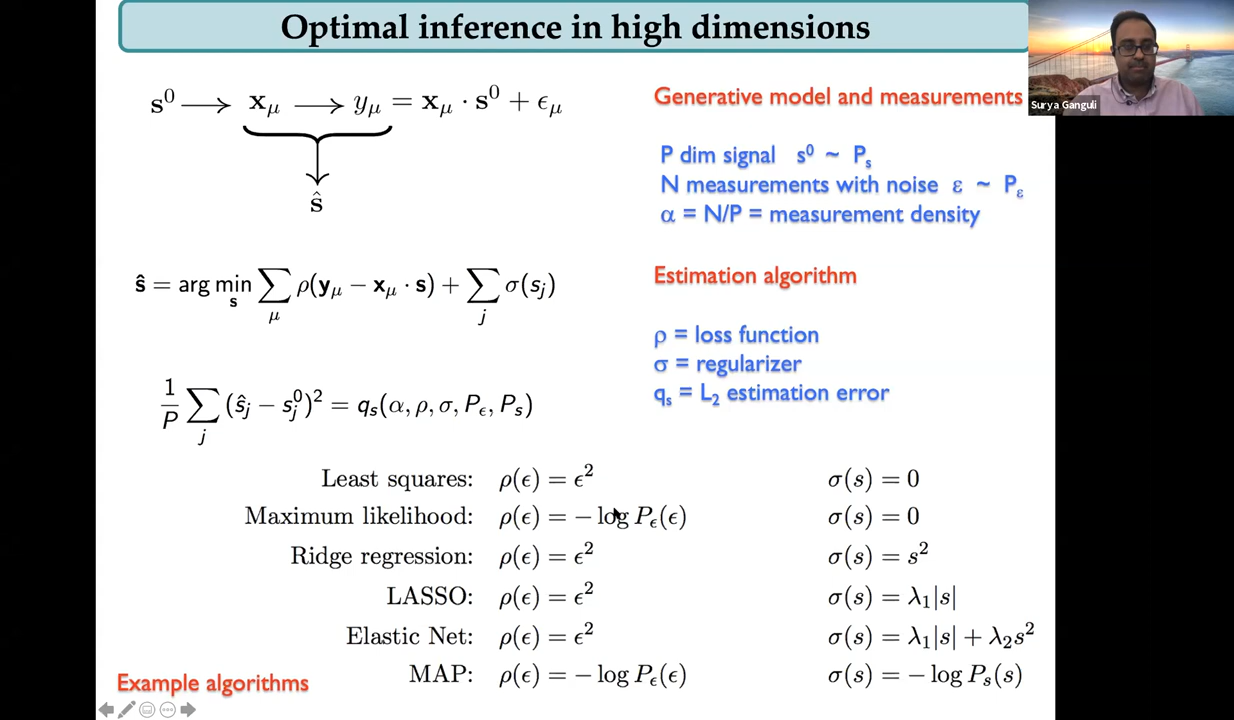 Optimal inference in high dimensions
Surya Ganguli
s⁰ ⟶ x_μ ⟶ y_μ = x_μ · s⁰ + ϵ_μ
ŝ
Generative model and measurements
P dim signal s⁰ ~ P_s
N measurements with noise ε ~ P_ε
α = N/P = measurement density
ŝ = arg min_s ∑_μ ρ(y_μ − x_μ · s) + ∑_j σ(s_j)
Estimation algorithm
ρ = loss function
σ = regularizer
q_s = L₂ estimation error
1/P ∑_j (ŝ_j − s_j⁰)² = q_s(α, ρ, σ, P_ϵ, P_s)
Least squares: ρ(ϵ) = ϵ² σ(s) = 0
Maximum likelihood: ρ(ϵ) = − log P_ϵ(ϵ) σ(s) = 0
Ridge regression: ρ(ϵ) = ϵ² σ(s) = s²
LASSO: ρ(ϵ) = ϵ² σ(s) = λ₁|s|
Elastic Net: ρ(ϵ) = ϵ² σ(s) = λ₁|s| + λ₂s²
MAP: ρ(ϵ) = − log P_ϵ(ϵ) σ(s) = − log P_s(s)
Example algorithms